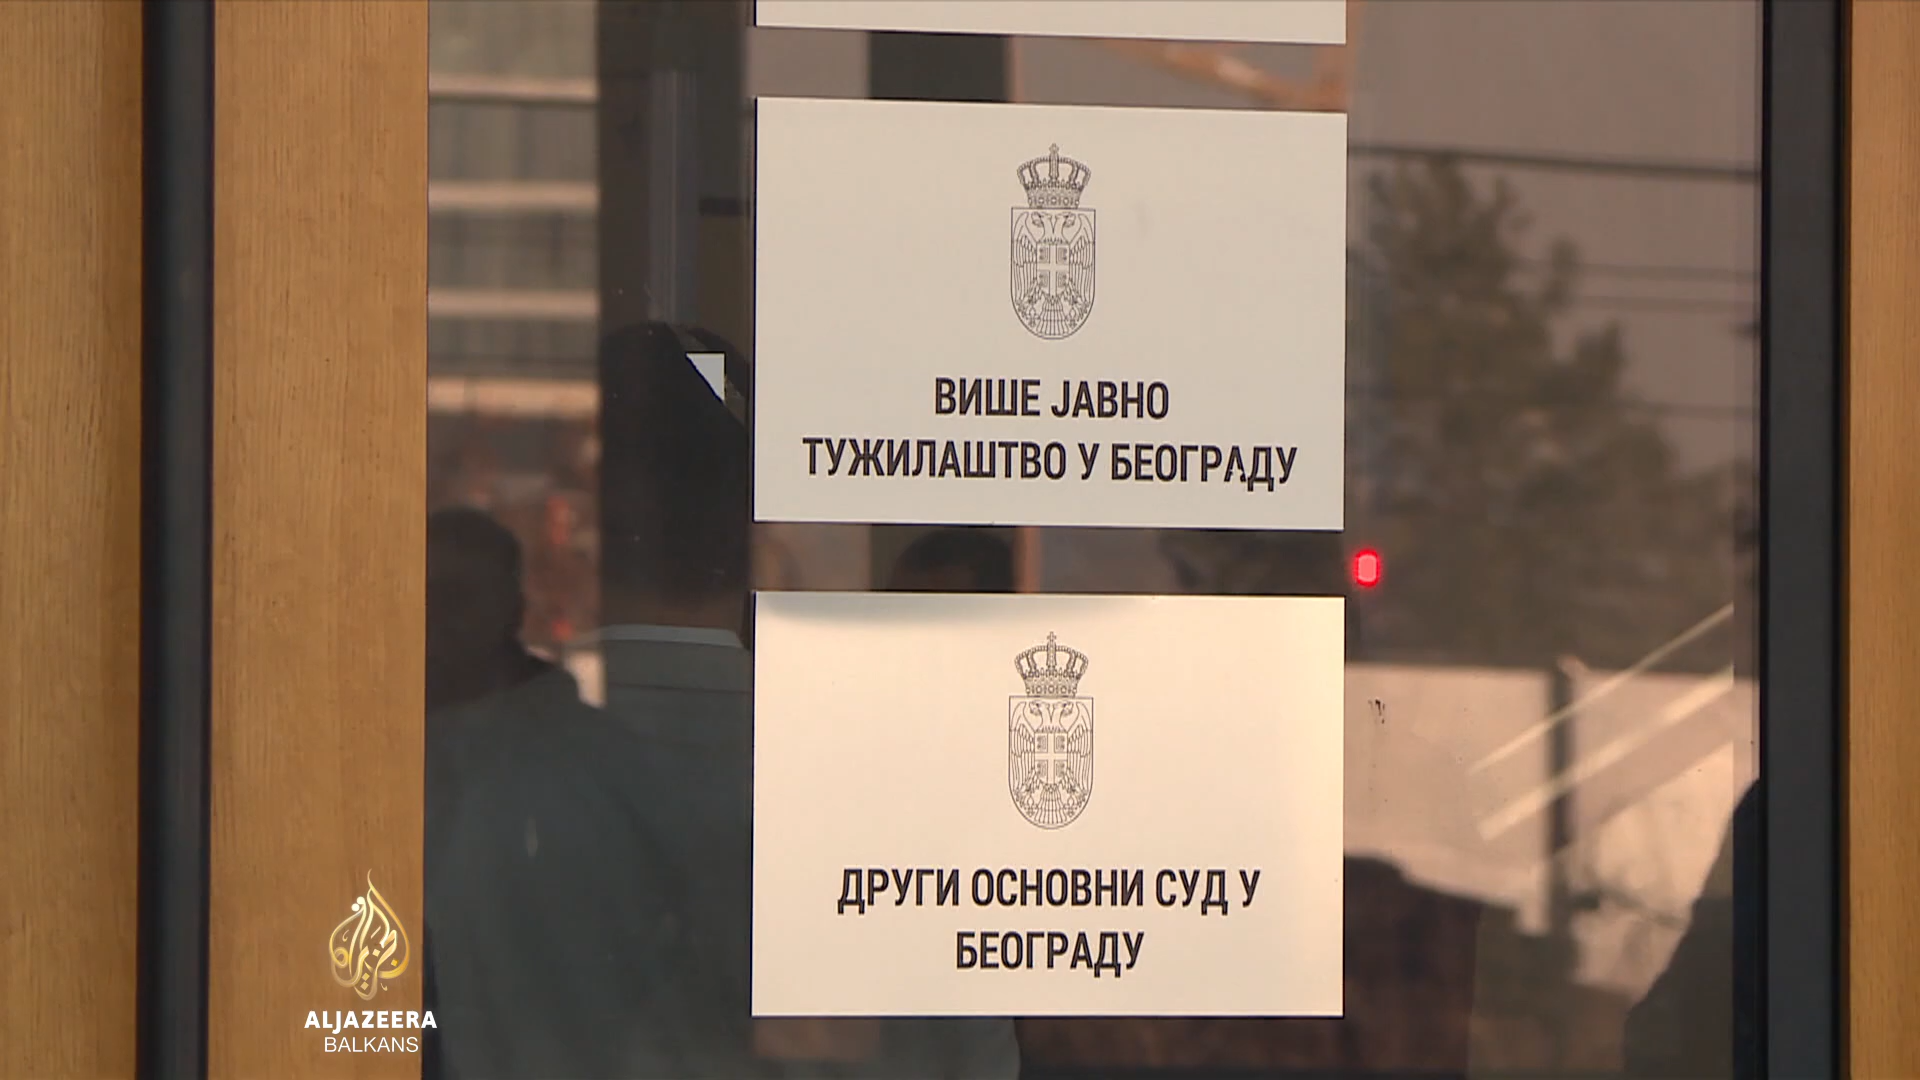 ВИШЕ ЈАВНО
ТУЖИЛАШТВО У БЕОГРАДУ
ДРУГИ ОСНОВНИ СУД У
БЕОГРАДУ
ALJAZEERA
BALKANS